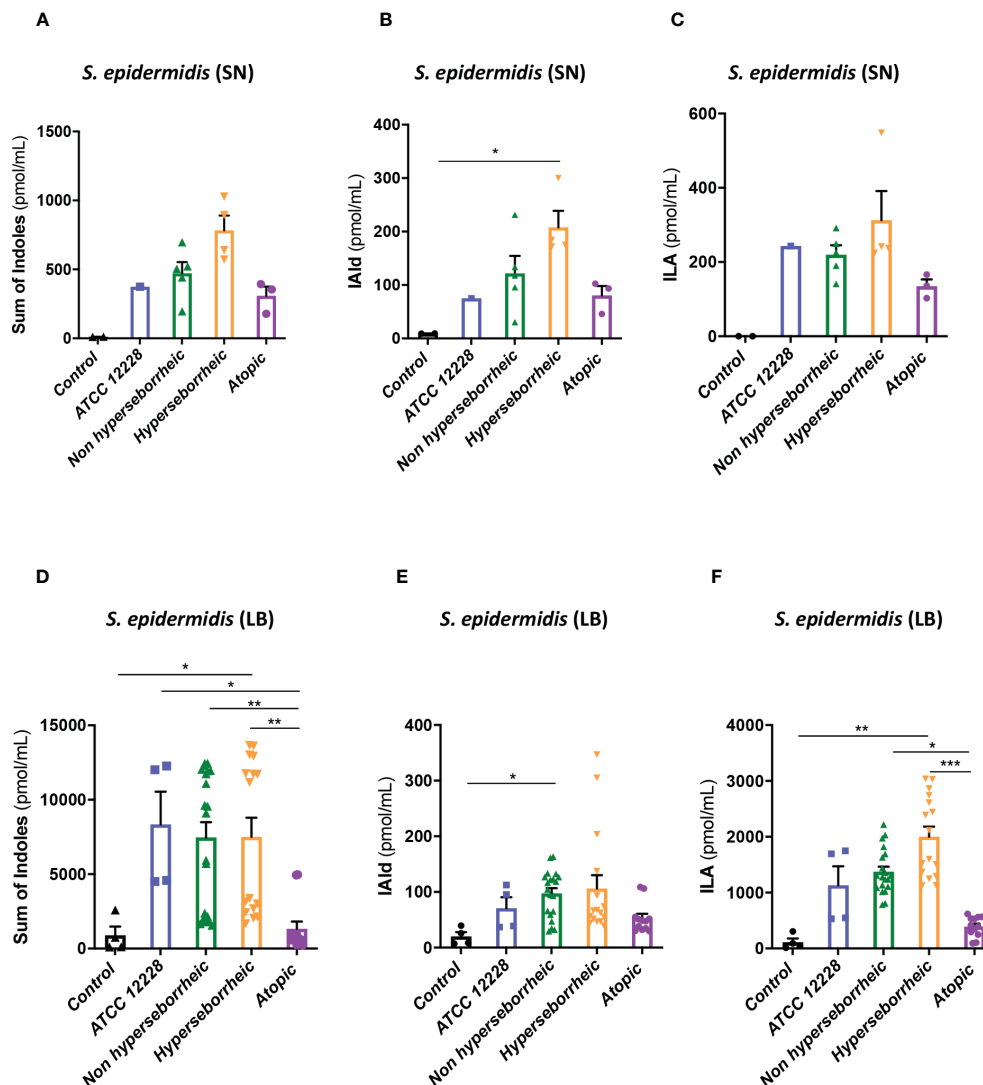 A
S. epidermidis (SN)
Sum of Indoles (pmol/mL)
1500
1000
500
0
Control
ATCC 12228
Non hyperseborrheic
Hyperseborrheic
Atopic
B
S. epidermidis (SN)
IAld (pmol/mL)
400
300
200
100
0
*
Control
ATCC 12228
Non hyperseborrheic
Hyperseborrheic
Atopic
C
S. epidermidis (SN)
ILA (pmol/mL)
600
400
200
0
Control
ATCC 12228
Non hyperseborrheic
Hyperseborrheic
Atopic
D
S. epidermidis (LB)
Sum of Indoles (pmol/mL)
15000
10000
5000
0
*
*
**
**
Control
ATCC 12228
Non hyperseborrheic
Hyperseborrheic
Atopic
E
S. epidermidis (LB)
IAld (pmol/mL)
400
300
200
100
0
*
Control
ATCC 12228
Non hyperseborrheic
Hyperseborrheic
Atopic
F
S. epidermidis (LB)
ILA (pmol/mL)
4000
3000
2000
1000
0
**
*
***
Control
ATCC 12228
Non hyperseborrheic
Hyperseborrheic
Atopic